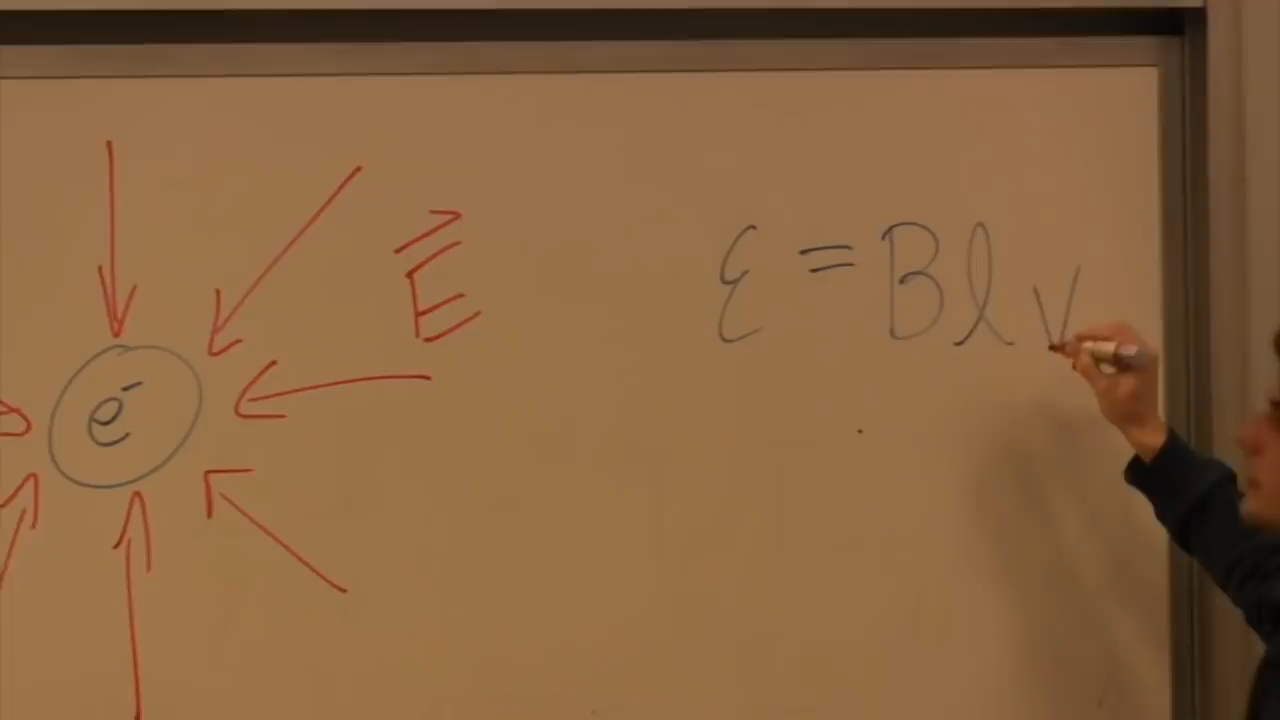 e⁻
E⃗
ℰ = Blv